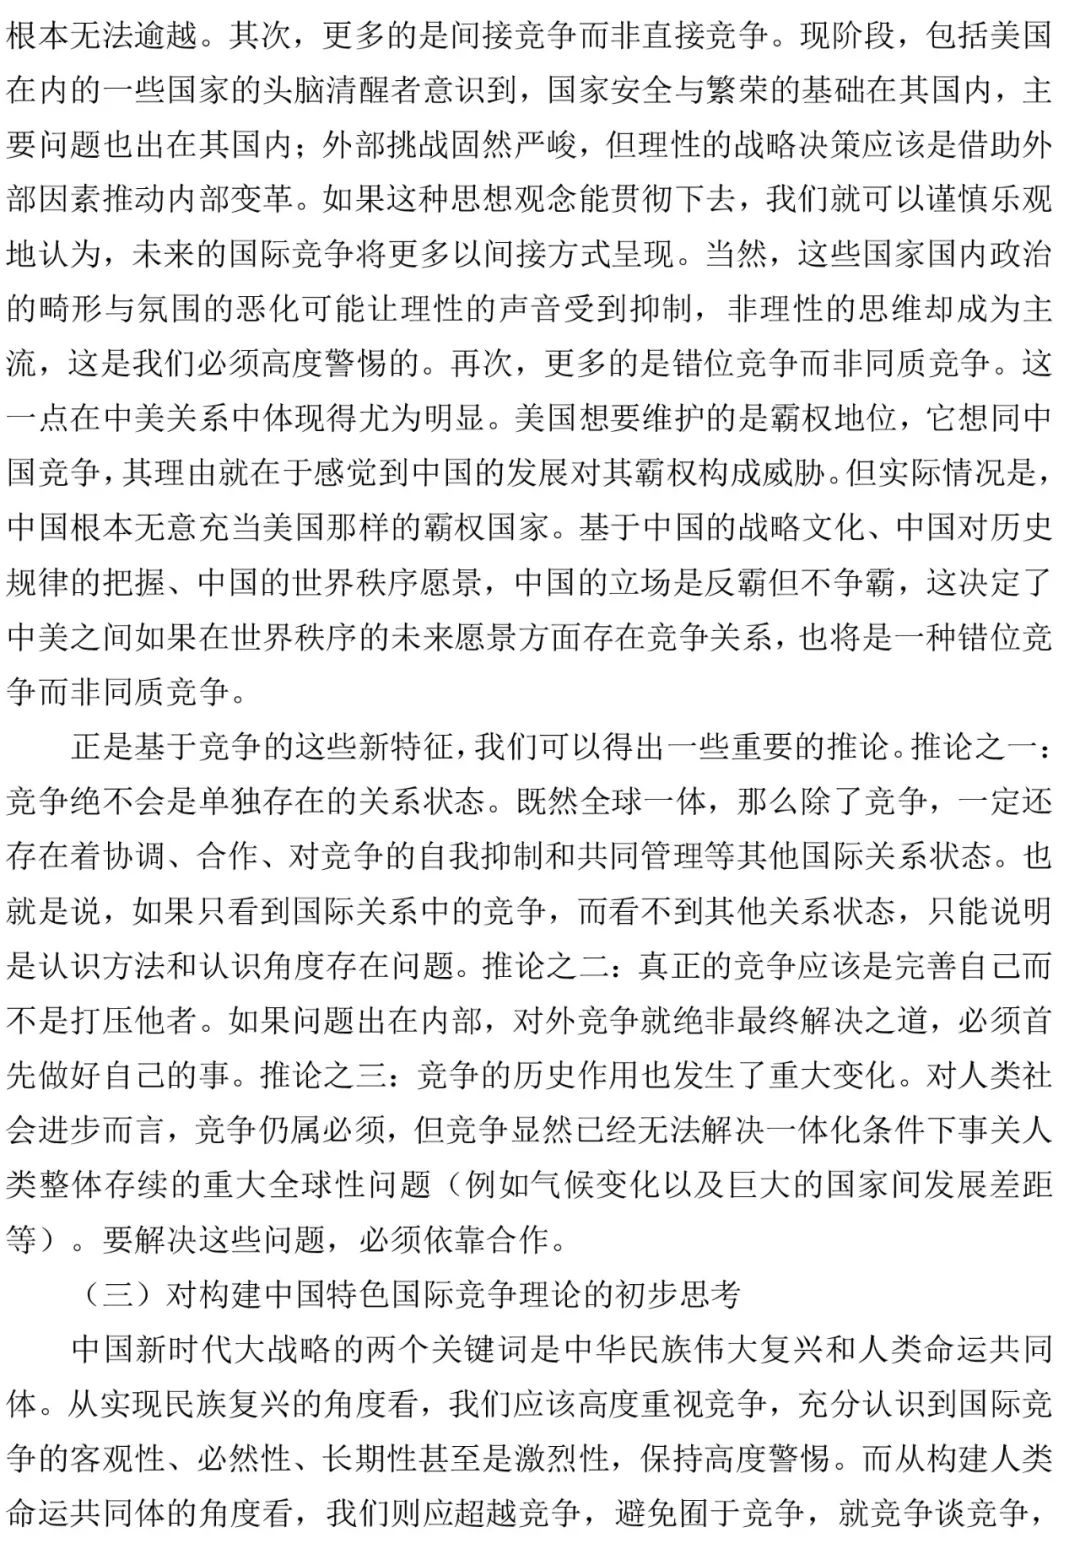 根本无法逾越。其次，更多的是间接竞争而非直接竞争。现阶段，包括美国
在内的一些国家的头脑清醒者意识到，国家安全与繁荣的基础在其国内，主
要问题也出在其国内；外部挑战固然严峻，但理性的战略决策应该是借助外
部因素推动内部变革。如果这种思想观念能贯彻下去，我们就可以谨慎乐观
地认为，未来的国际竞争将更多以间接方式呈现。当然，这些国家国内政治
的畸形与氛围的恶化可能让理性的声音受到抑制，非理性的思维却成为主
流，这是我们必须高度警惕的。再次，更多的是错位竞争而非同质竞争。这
一点在中美关系中体现得尤为明显。美国想要维护的是霸权地位，它想同中
国竞争，其理由就在于感觉到中国的发展对其霸权构成威胁。但实际情况是，
中国根本无意充当美国那样的霸权国家。基于中国的战略文化、中国对历史
规律的把握、中国的世界秩序愿景，中国的立场是反霸但不争霸，这决定了
中美之间如果在世界秩序的未来愿景方面存在竞争关系，也将是一种错位竞
争而非同质竞争。
正是基于竞争的这些新特征，我们可以得出一些重要的推论。推论之一：
竞争绝不会是单独存在的关系状态。既然全球一体，那么除了竞争，一定还
存在着协调、合作、对竞争的自我抑制和共同管理等其他国际关系状态。也
就是说，如果只看到国际关系中的竞争，而看不到其他关系状态，只能说明
是认识方法和认识角度存在问题。推论之二：真正的竞争应该是完善自己而
不是打压他者。如果问题出在内部，对外竞争就绝非最终解决之道，必须首
先做好自己的事。推论之三：竞争的历史作用也发生了重大变化。对人类社
会进步而言，竞争仍属必须，但竞争显然已经无法解决一体化条件下事关人
类整体存续的重大全球性问题（例如气候变化以及巨大的国家间发展差距
等）。要解决这些问题，必须依靠合作。
（三）对构建中国特色国际竞争理论的初步思考
中国新时代大战略的两个关键词是中华民族伟大复兴和人类命运共同
体。从实现民族复兴的角度看，我们应该高度重视竞争，充分认识到国际竞
争的客观性、必然性、长期性甚至是激烈性，保持高度警惕。而从构建人类
命运共同体的角度看，我们则应超越竞争，避免囿于竞争，就竞争谈竞争，